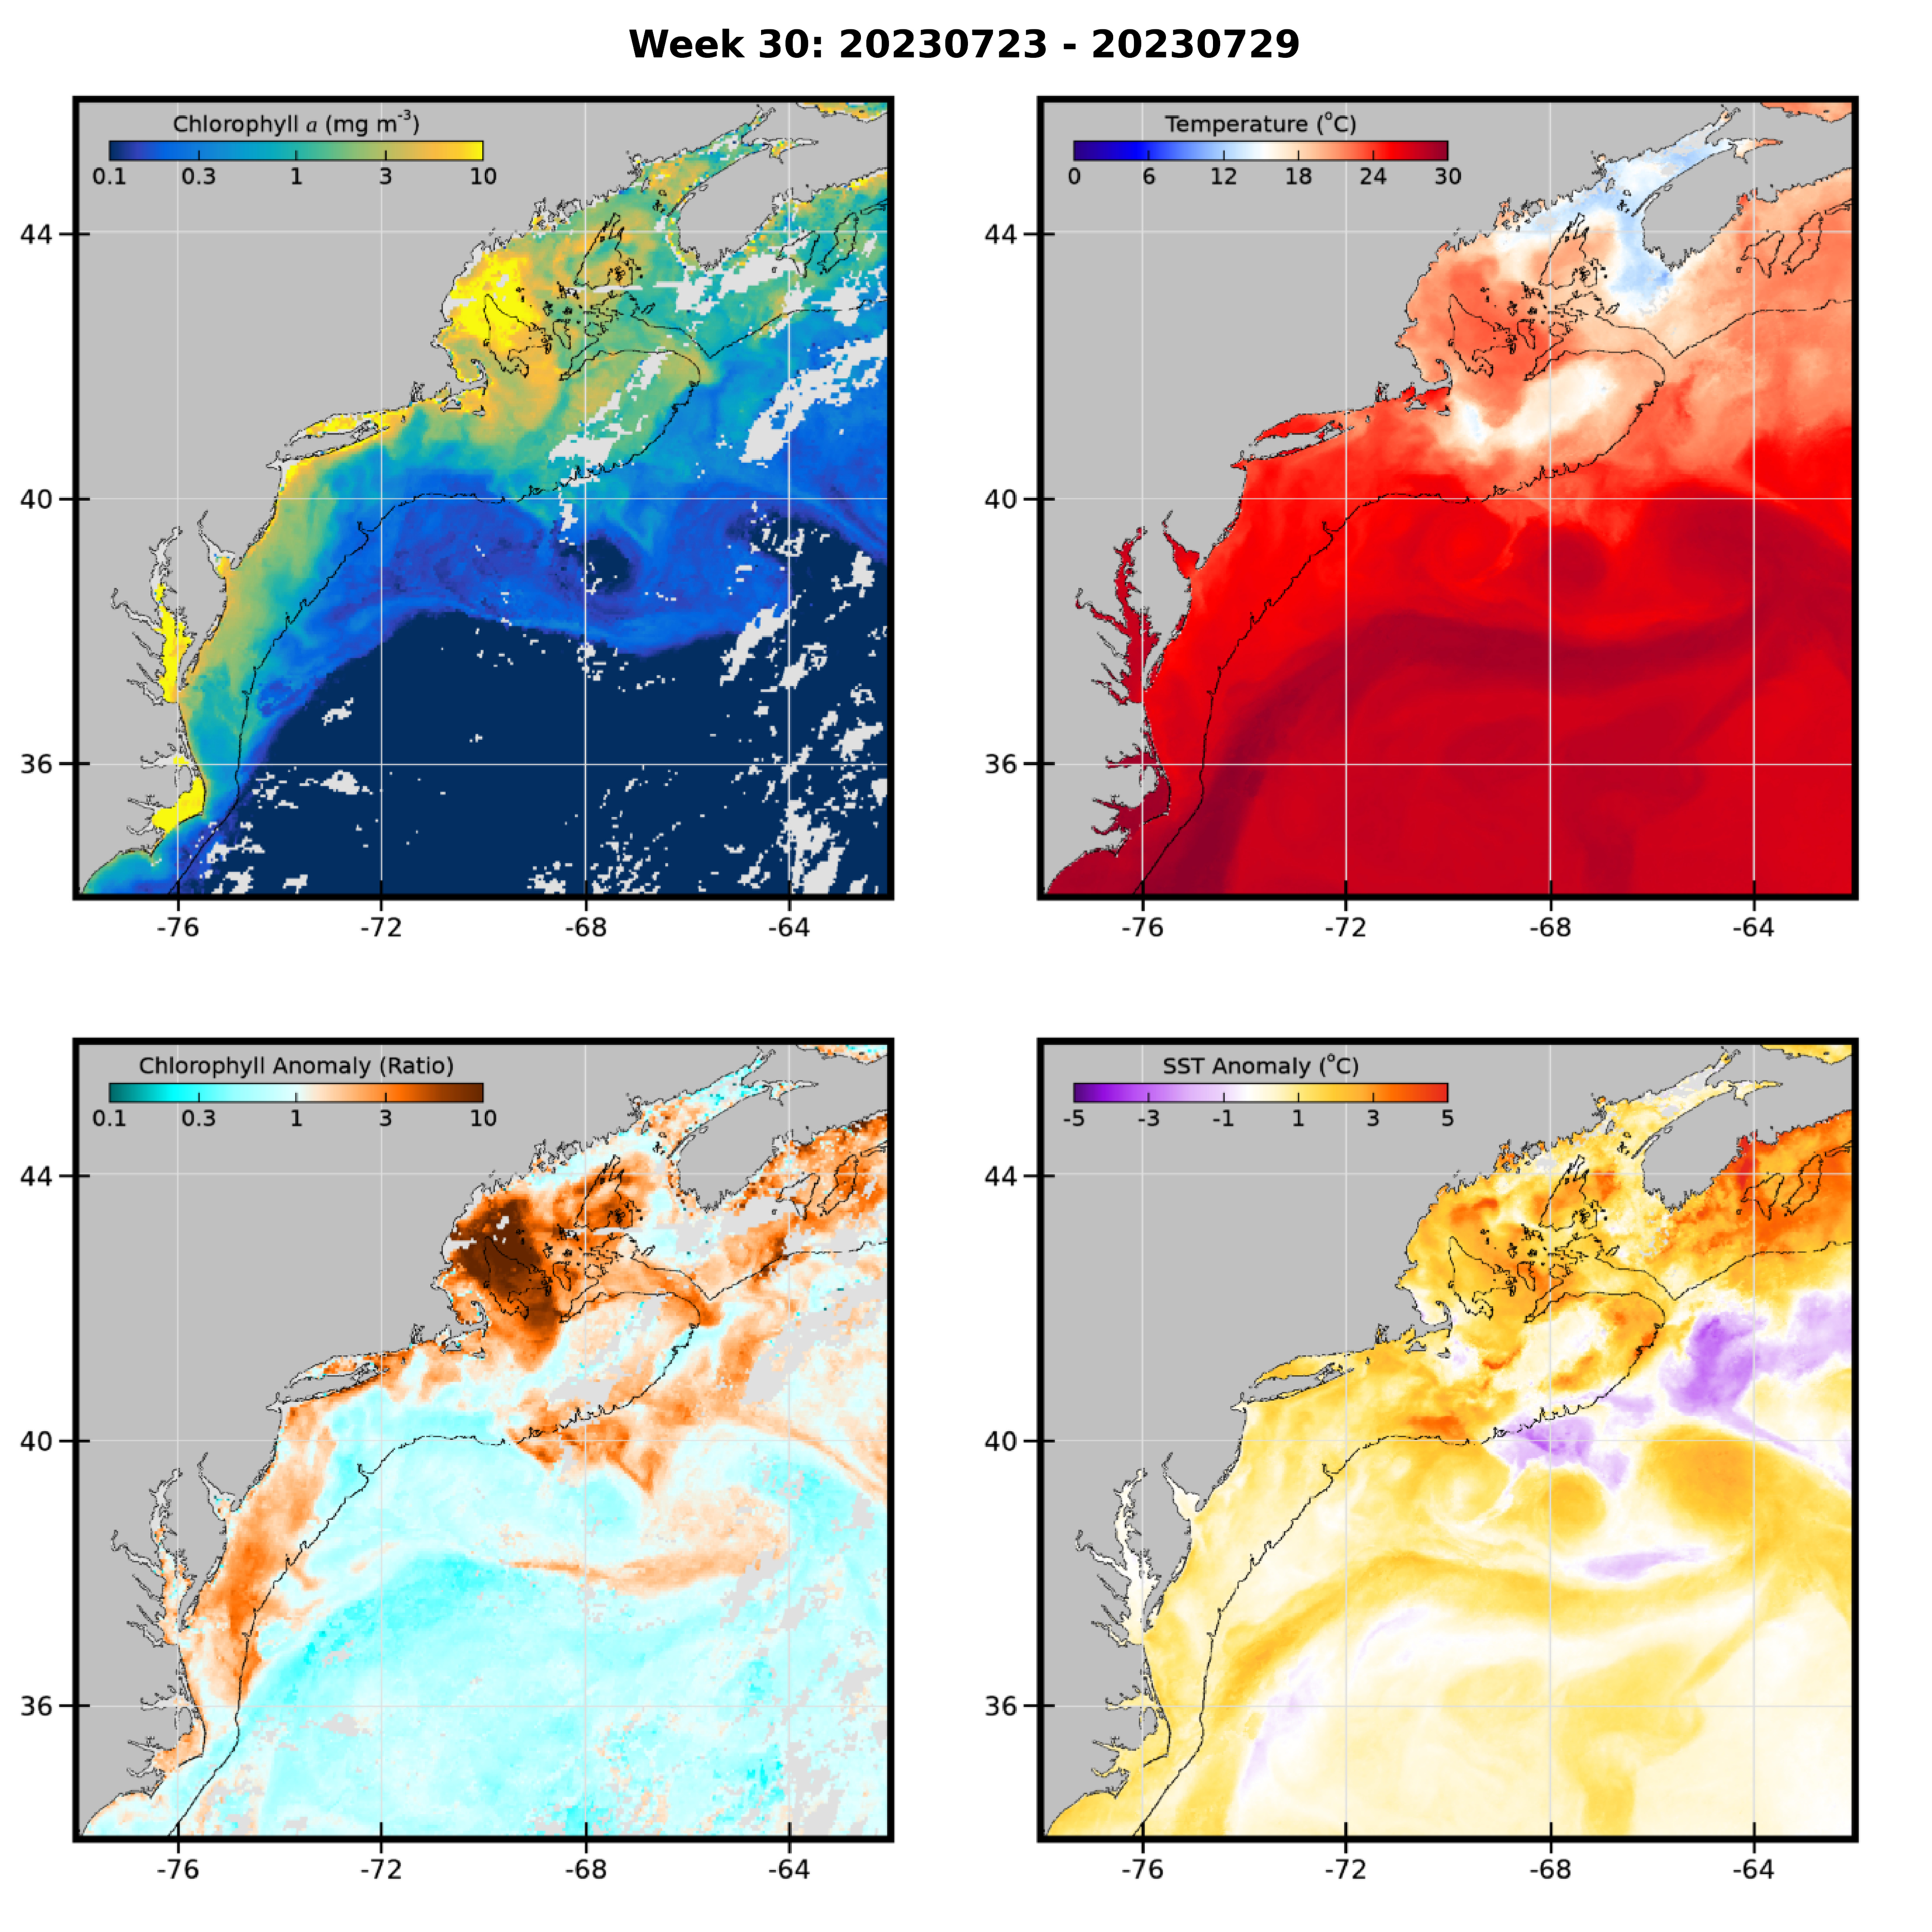 Week 30: 20230723 - 20230729
Chlorophyll a (mg m-3)
0.1 0.3 1 3 10
44
40
36
-76 -72 -68 -64
Temperature (°C)
0 6 12 18 24 30
44
40
36
-76 -72 -68 -64
Chlorophyll Anomaly (Ratio)
0.1 0.3 1 3 10
44
40
36
-76 -72 -68 -64
SST Anomaly (°C)
-5 -3 -1 1 3 5
44
40
36
-76 -72 -68 -64